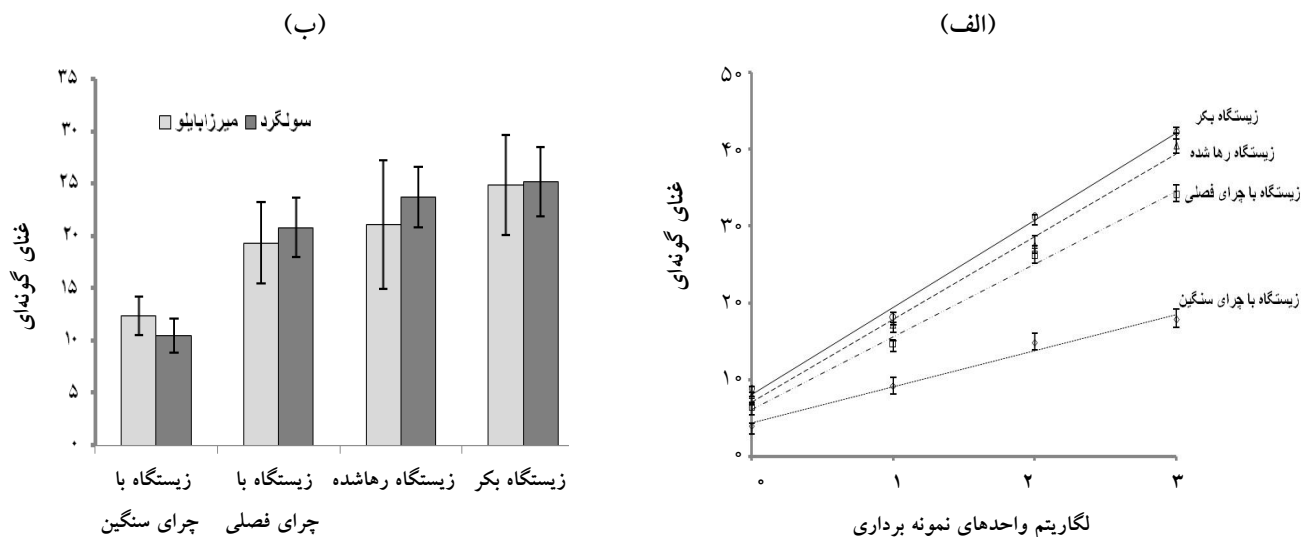 (الف)
۵۰
۴۰
۳۰
۲۰
۱۰
۰
غنای گونه‌ای
زیستگاه بکر
زیستگاه رها شده
زیستگاه با چرای فصلی
زیستگاه با چرای سنگین
۰ ۱ ۲ ۳
لگاریتم واحدهای نمونه برداری
(ب)
۳۵
۳۰
۲۵
۲۰
۱۵
۱۰
۵
۰
غنای گونه‌ای
میرزابایلو سولگرد
زیستگاه با
چرای سنگین
زیستگاه با
چرای فصلی
زیستگاه رهاشده
زیستگاه بکر